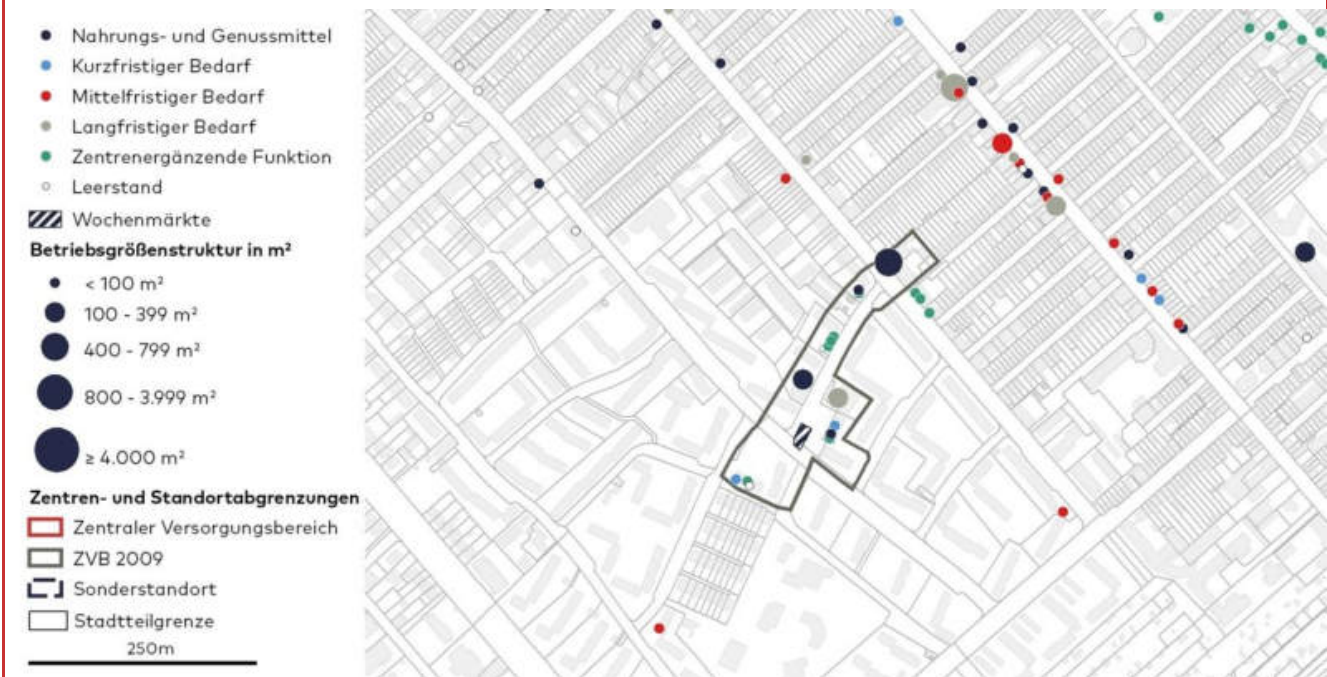 Nahrungs- und Genussmittel
Kurzfristiger Bedarf
Mittelfristiger Bedarf
Langfristiger Bedarf
Zentrenergänzende Funktion
Leerstand
Wochenmärkte
Betriebsgrößenstruktur in m²
< 100 m²
100 - 399 m²
400 - 799 m²
800 - 3.999 m²
≥ 4.000 m²
Zentren- und Standortabgrenzungen
Zentraler Versorgungsbereich
ZVB 2009
Sonderstandort
Stadtteilgrenze
250m